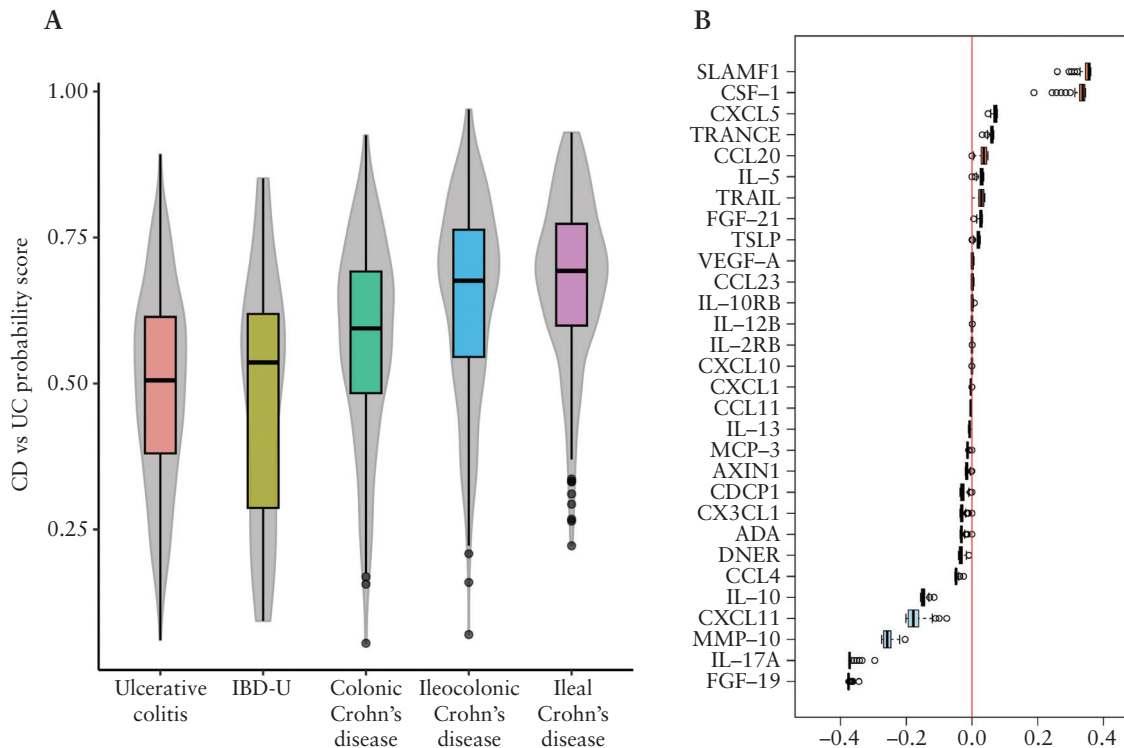 A
CD vs UC probability score
1.00
0.75
0.50
0.25
Ulcerative
colitis
IBD-U
Colonic
Crohn's
disease
Ileocolonic
Crohn's
disease
Ileal
Crohn's
disease
B
SLAMF1
CSF–1
CXCL5
TRANCE
CCL20
IL–5
TRAIL
FGF–21
TSLP
VEGF–A
CCL23
IL–10RB
IL–12B
IL–2RB
CXCL10
CXCL1
CCL11
IL–13
MCP–3
AXIN1
CDCP1
CX3CL1
ADA
DNER
CCL4
IL–10
CXCL11
MMP–10
IL–17A
FGF–19
–0.4 –0.2 0.0 0.2 0.4